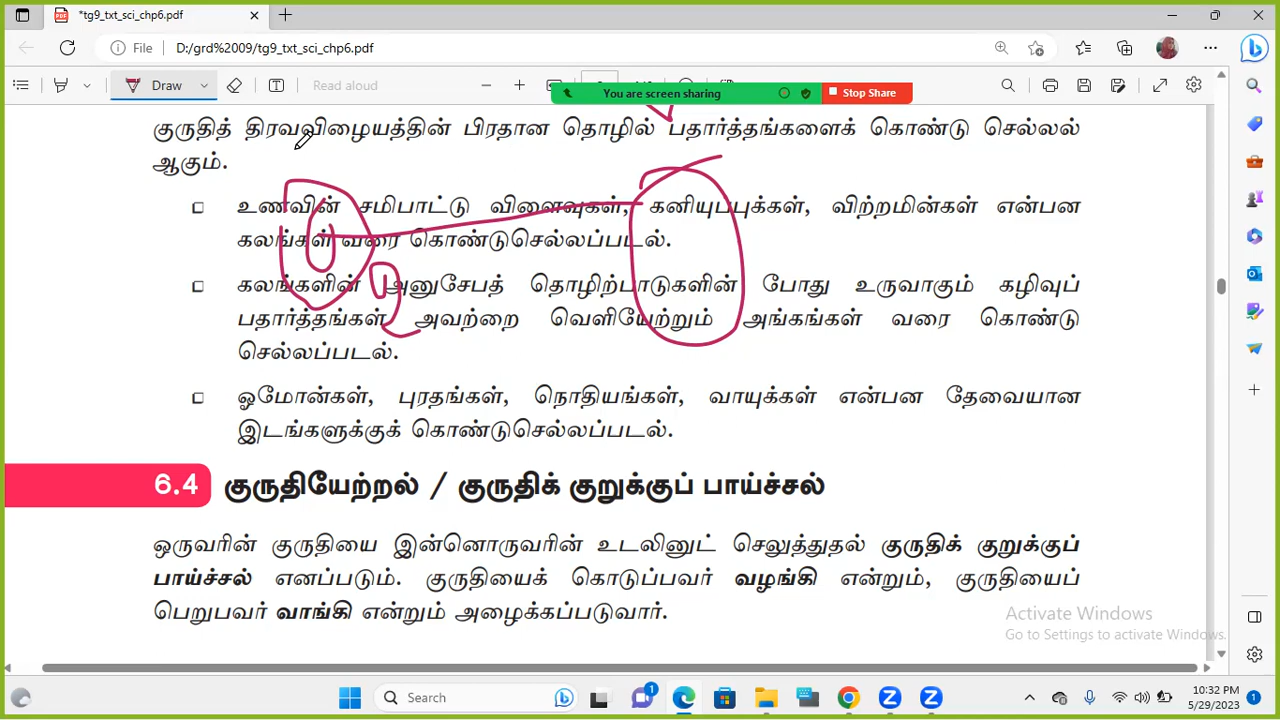 *tg9_txt_sci_chp6.pdf
File D:/grd%2009/tg9_txt_sci_chp6.pdf
Draw Read aloud
You are screen sharing Stop Share
குருதித் திரவவிழையத்தின் பிரதான தொழில் பதார்த்தங்களைக் கொண்டு செல்லல்
ஆகும்.
உணவின் சமிபாட்டு விளைவுகள், கனியுப்புக்கள், விற்றமின்கள் என்பன
கலங்கள் வரை கொண்டுசெல்லப்படல்.
கலங்களின் அனுசேபத் தொழிற்பாடுகளின் போது உருவாகும் கழிவுப்
பதார்த்தங்கள் அவற்றை வெளியேற்றும் அங்கங்கள் வரை கொண்டு
செல்லப்படல்.
ஓமோன்கள், புரதங்கள், நொதியங்கள், வாயுக்கள் என்பன தேவையான
இடங்களுக்குக் கொண்டுசெல்லப்படல்.
6.4 குருதியேற்றல் / குருதிக் குறுக்குப் பாய்ச்சல்
ஒருவரின் குருதியை இன்னொருவரின் உடலினுட் செலுத்துதல் குருதிக் குறுக்குப்
பாய்ச்சல் எனப்படும். குருதியைக் கொடுப்பவர் வழங்கி என்றும், குருதியைப்
பெறுபவர் வாங்கி என்றும் அழைக்கப்படுவார்.
Activate Windows
Go to Settings to activate Windows.
Search
1
10:32 PM
5/29/2023
1